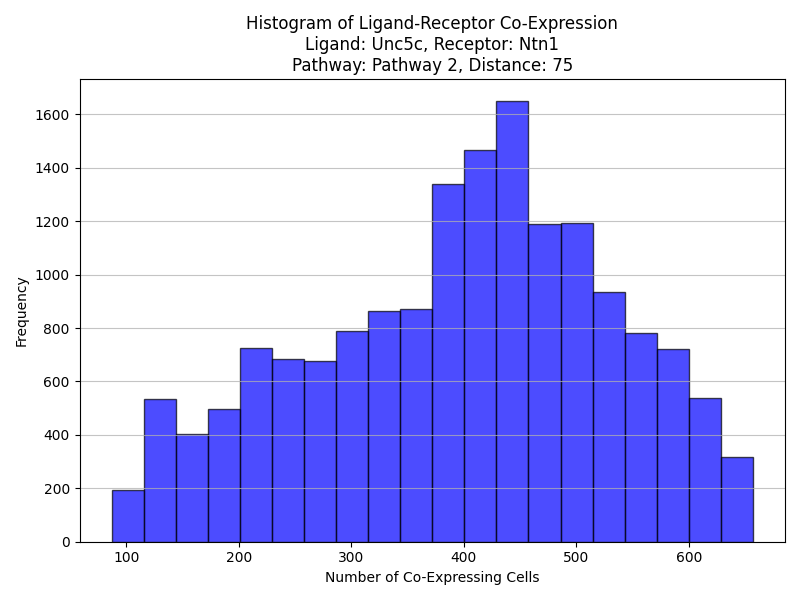 Histogram of Ligand-Receptor Co-Expression
Ligand: Unc5c, Receptor: Ntn1
Pathway: Pathway 2, Distance: 75
1600
1400
1200
1000
800
600
400
200
0
Frequency
100 200 300 400 500 600
Number of Co-Expressing Cells